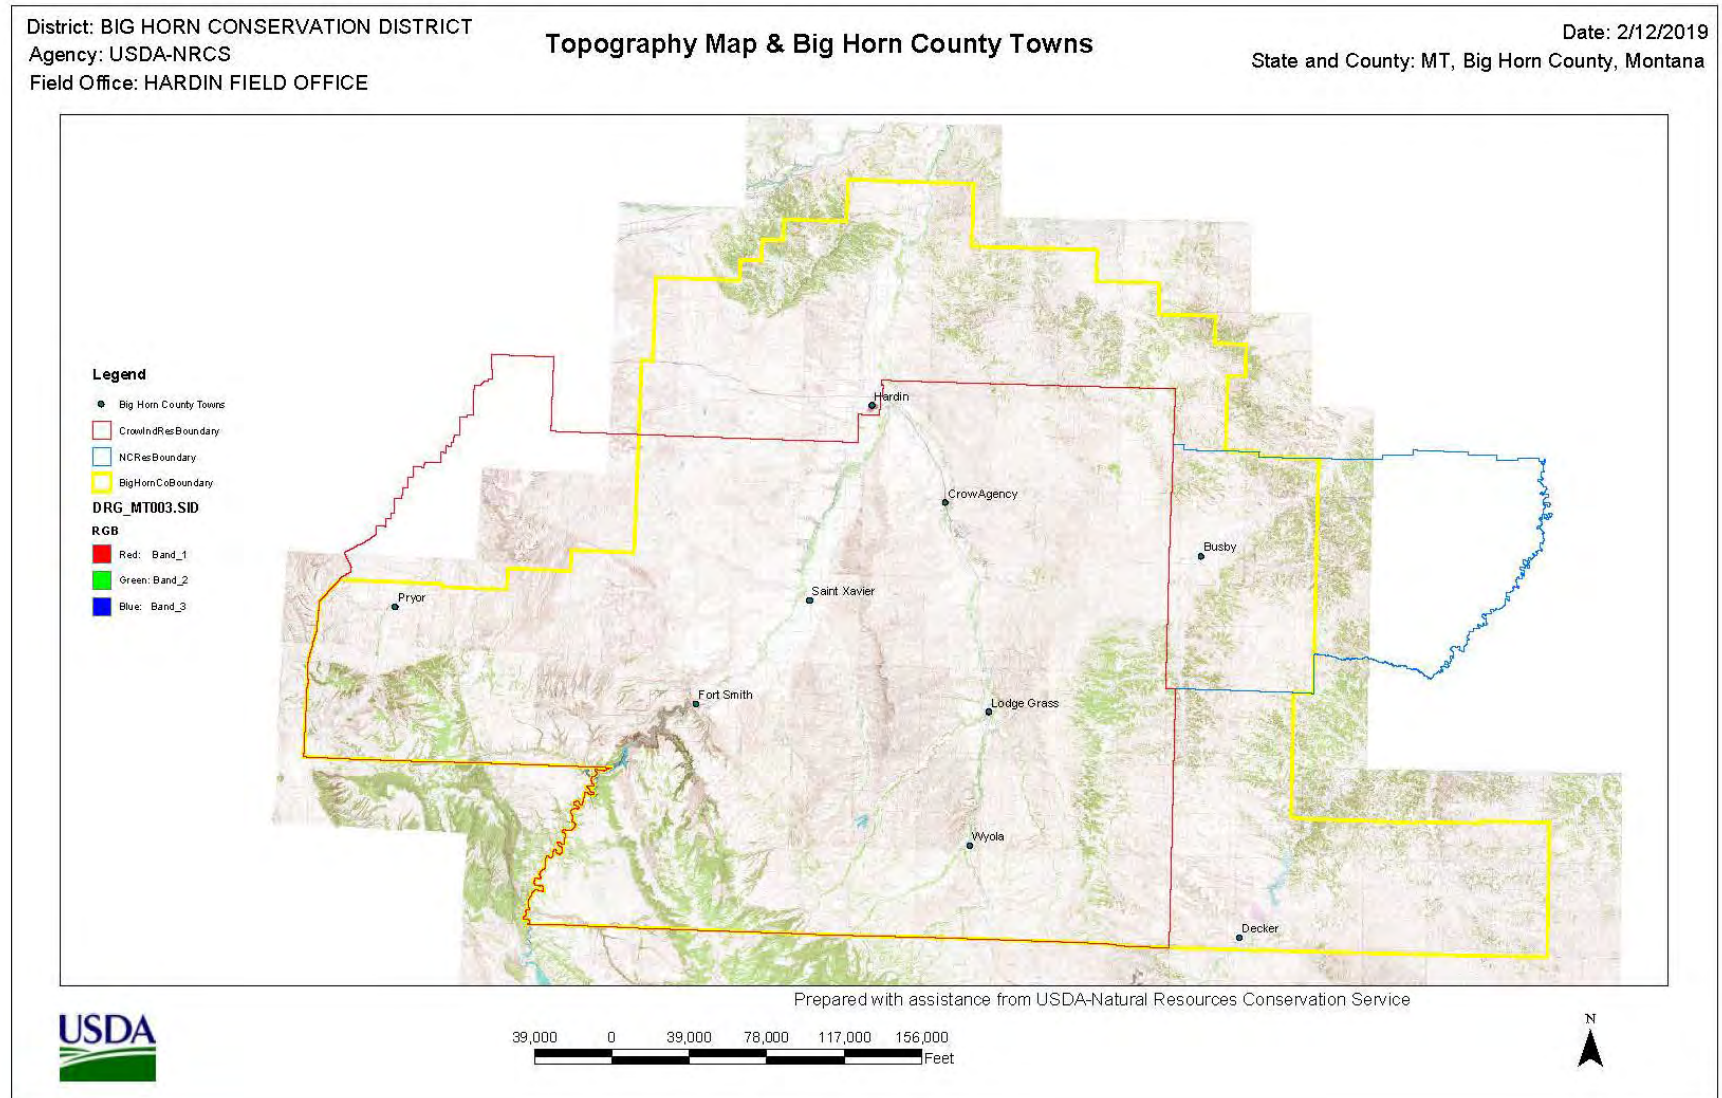 District: BIG HORN CONSERVATION DISTRICT
Agency: USDA-NRCS
Field Office: HARDIN FIELD OFFICE
Topography Map & Big Horn County Towns
Date: 2/12/2019
State and County: MT, Big Horn County, Montana
Legend
Big Horn County Towns
CrowIndResBoundary
NCResBoundary
BigHornCoBoundary
DRG_MT003.SID
RGB
Red: Band_1
Green: Band_2
Blue: Band_3
Hardin
CrowAgency
Busby
Saint Xavier
Pryor
Fort Smith
Lodge Grass
Wyola
Decker
Prepared with assistance from USDA-Natural Resources Conservation Service
USDA
39,000 0 39,000 78,000 117,000 156,000
Feet
N